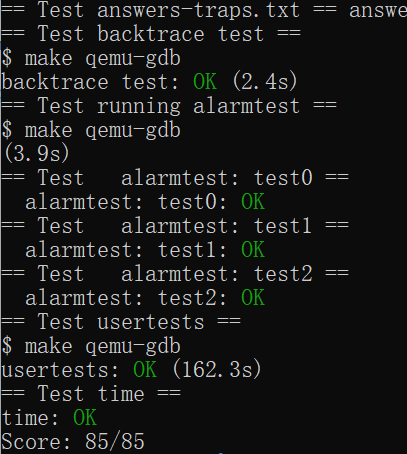 == Test answers-traps.txt == answe
== Test backtrace test ==
$ make qemu-gdb
backtrace test: OK (2.4s)
== Test running alarmtest ==
$ make qemu-gdb
(3.9s)
== Test   alarmtest: test0 ==
  alarmtest: test0: OK
== Test   alarmtest: test1 ==
  alarmtest: test1: OK
== Test   alarmtest: test2 ==
  alarmtest: test2: OK
== Test usertests ==
$ make qemu-gdb
usertests: OK (162.3s)
== Test time ==
time: OK
Score: 85/85